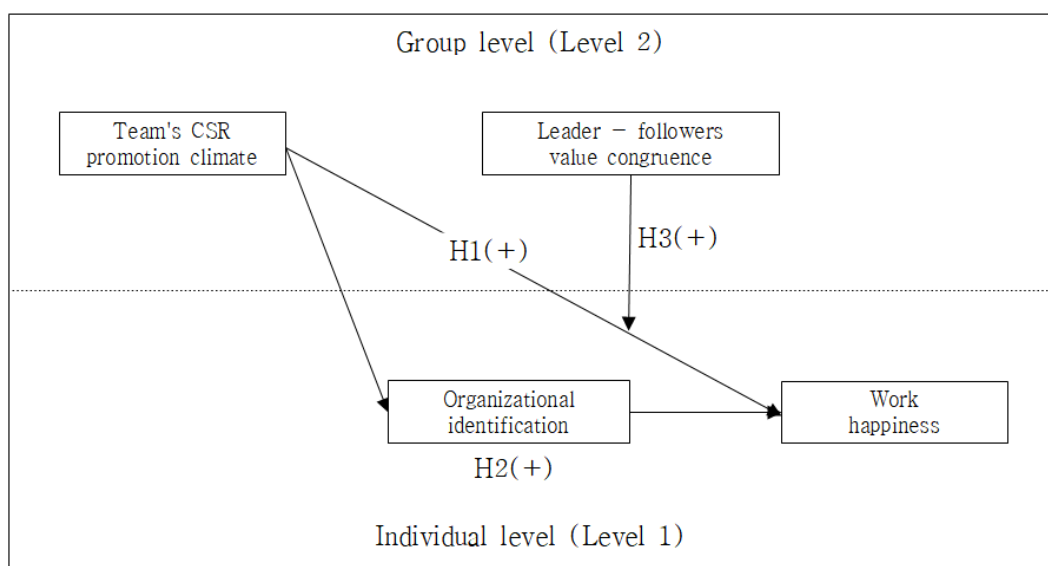 Group level (Level 2)
Team's CSR
promotion climate
Leader － followers
value congruence
H1(+)
H3(+)
Organizational
identification
Work
happiness
H2(+)
Individual level (Level 1)